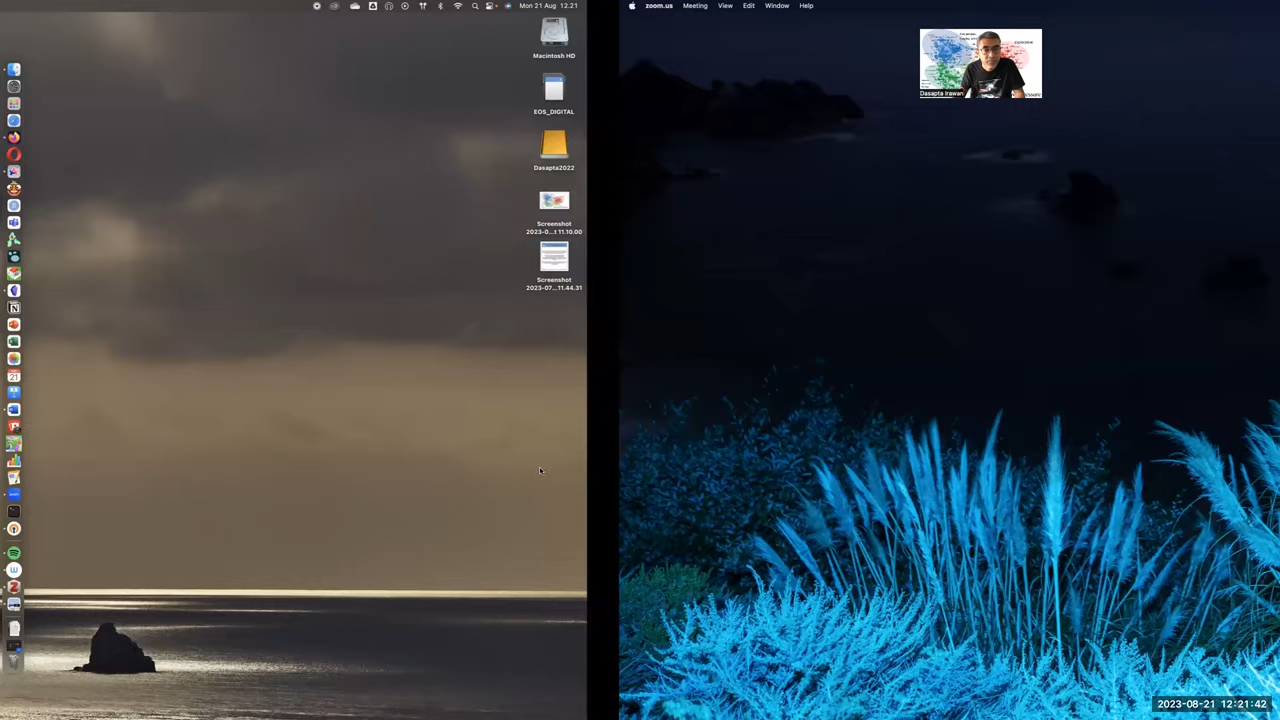 Mon 21 Aug 12.21
Macintosh HD
EOS_DIGITAL
Dasapta2022
Screenshot
2023-0...t 11.10.00
Screenshot
2023-07...11.44.31
21
zoom.us Meeting View Edit Window Help
Dasapta Irawan
2023-08-21 12:21:42